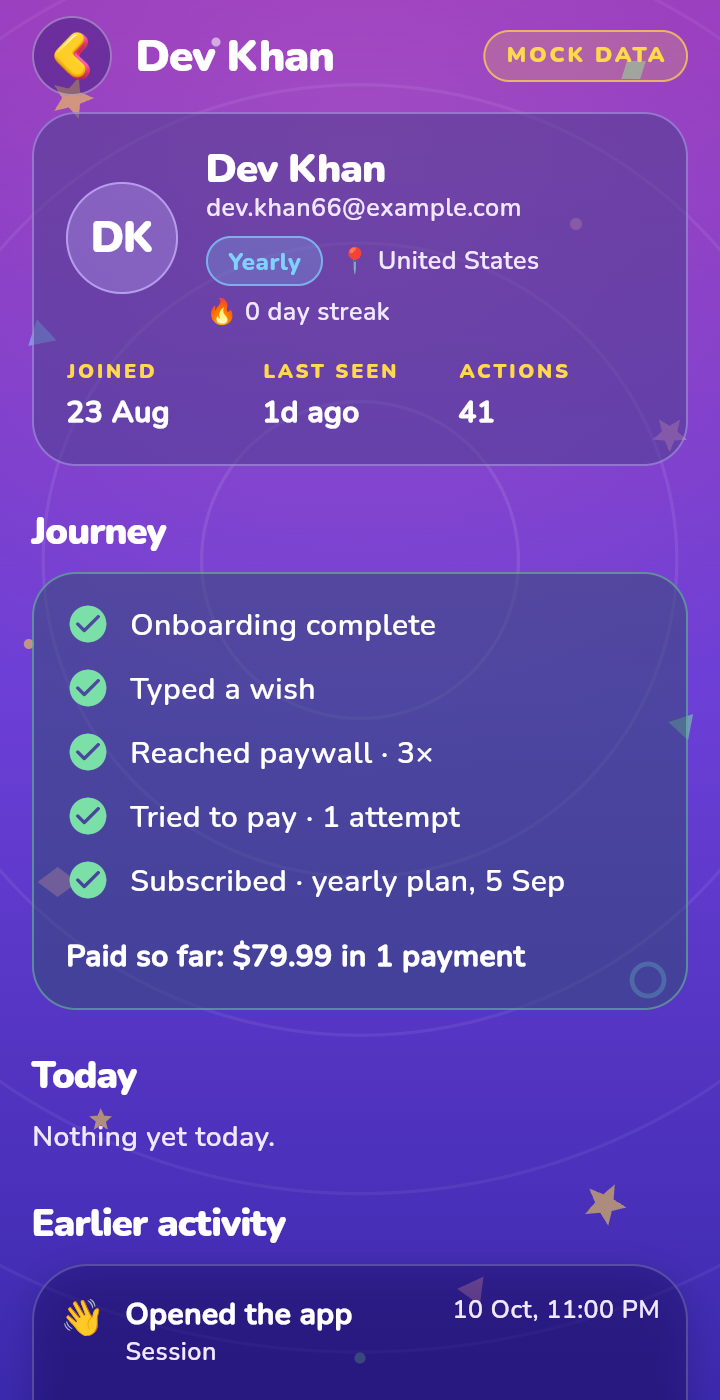 Dev Khan
MOCK DATA
DK
Dev Khan
dev.khan66@example.com
Yearly
📍 United States
🔥 0 day streak
JOINED
23 Aug
LAST SEEN
1d ago
ACTIONS
41
Journey
Onboarding complete
Typed a wish
Reached paywall · 3×
Tried to pay · 1 attempt
Subscribed · yearly plan, 5 Sep
Paid so far: $79.99 in 1 payment
Today
Nothing yet today.
Earlier activity
👋 Opened the app
10 Oct, 11:00 PM
Session